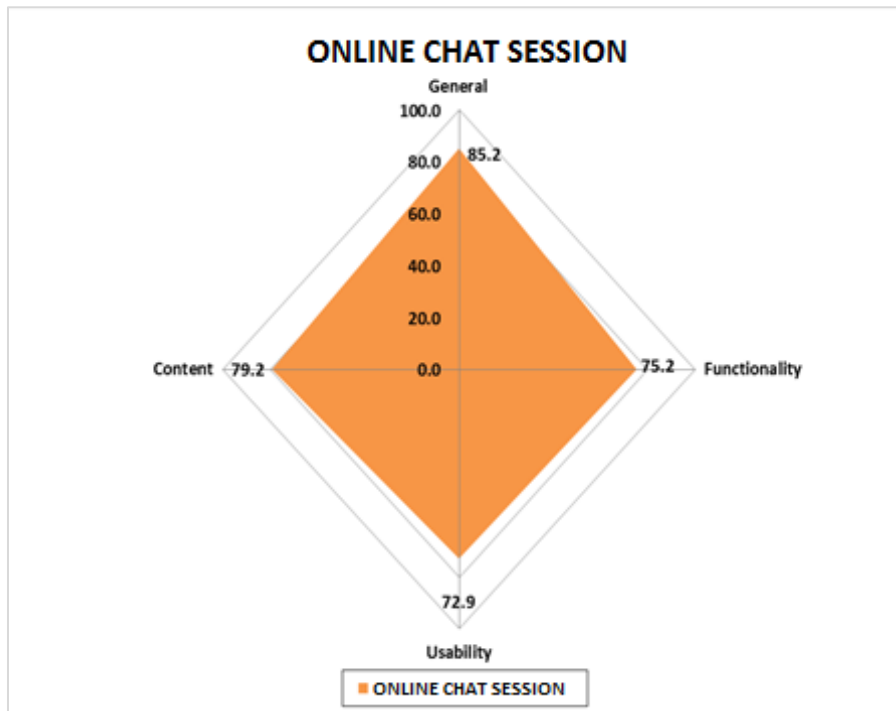 ONLINE CHAT SESSION
General
100.0
85.2
80.0
60.0
40.0
20.0
Content
79.2
0.0
75.2
Functionality
72.9
Usability
ONLINE CHAT SESSION